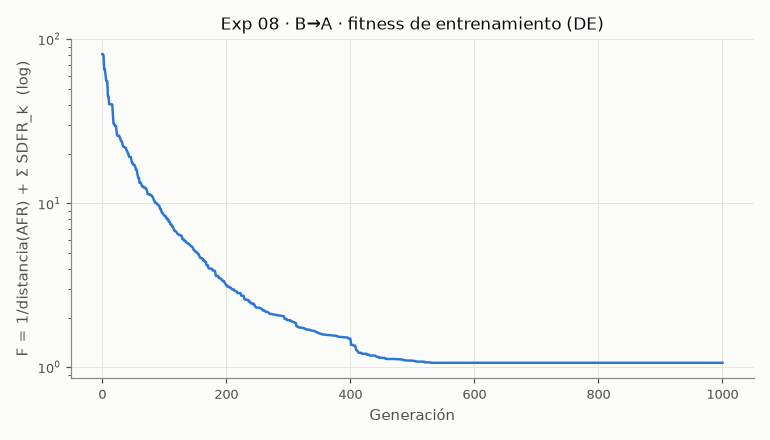 Exp 08 · B→A · fitness de entrenamiento (DE)
F = 1/distancia(AFR) + Σ SDFR_k (log)
10²
10¹
10⁰
0 200 400 600 800 1000
Generación